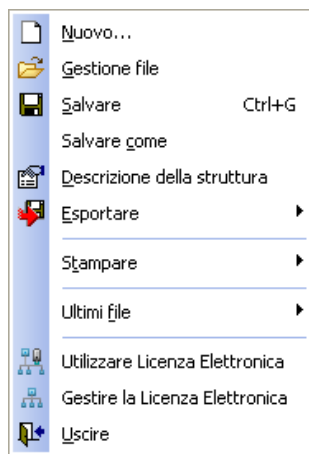 Nuovo...
Gestione file
Salvare Ctrl+G
Salvare come
Descrizione della struttura
Esportare
Stampare
Ultimi file
Utilizzare Licenza Elettronica
Gestire la Licenza Elettronica
Uscire